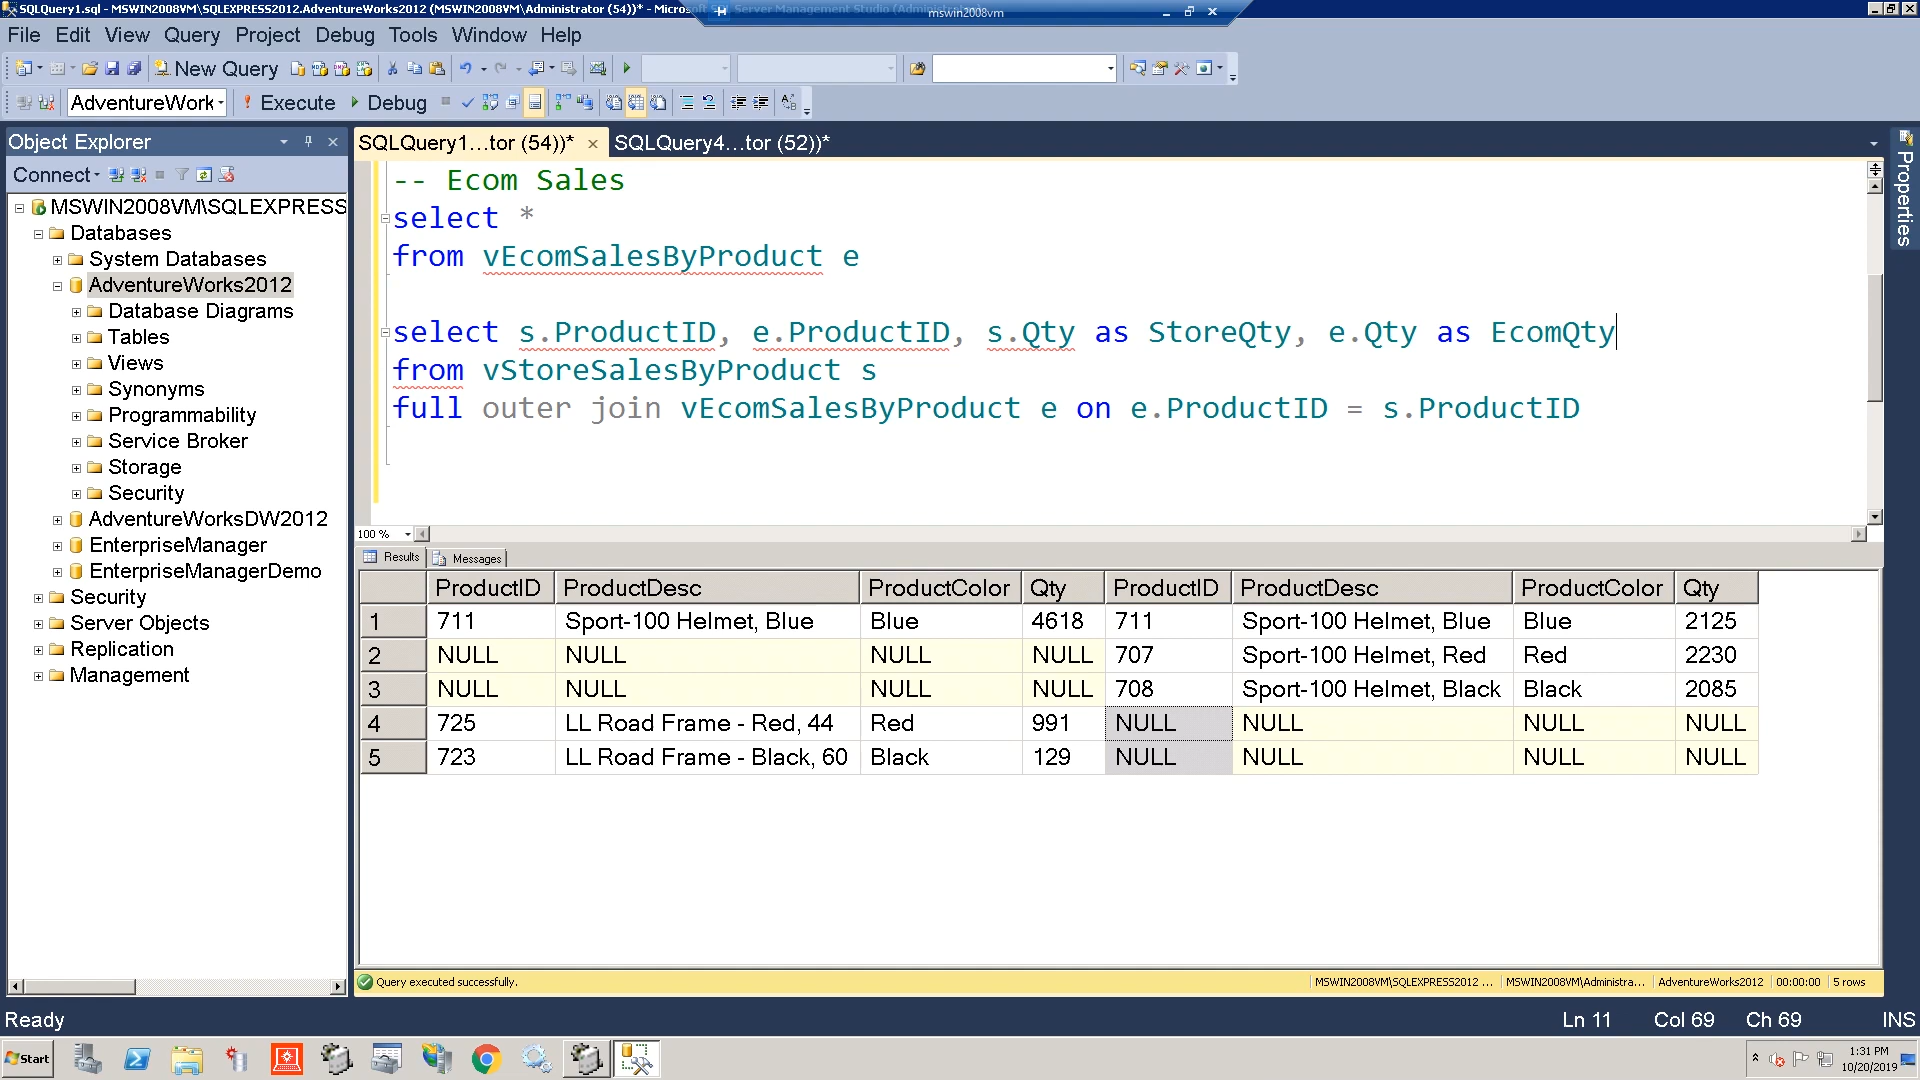 SQLQuery1.sql - MSWIN2008VM\SQLEXPRESS2012.AdventureWorks2012 (MSWIN2008VM\Administrator (54))* - Microsoft SQL Server Management Studio
mswin2008vm
File Edit View Query Project Debug Tools Window Help
New Query
AdventureWork Execute Debug
Object Explorer
SQLQuery1...tor (54))* SQLQuery4...tor (52))*
Properties
Connect
MSWIN2008VM\SQLEXPRESS
Databases
System Databases
AdventureWorks2012
Database Diagrams
Tables
Views
Synonyms
Programmability
Service Broker
Storage
Security
AdventureWorksDW2012
EnterpriseManager
EnterpriseManagerDemo
Security
Server Objects
Replication
Management
-- Ecom Sales
select *
from vEcomSalesByProduct e
select s.ProductID, e.ProductID, s.Qty as StoreQty, e.Qty as EcomQty
from vStoreSalesByProduct s
full outer join vEcomSalesByProduct e on e.ProductID = s.ProductID
100 %
Results Messages
ProductID ProductDesc ProductColor Qty ProductID ProductDesc ProductColor Qty
1 711 Sport-100 Helmet, Blue Blue 4618 711 Sport-100 Helmet, Blue Blue 2125
2 NULL NULL NULL NULL 707 Sport-100 Helmet, Red Red 2230
3 NULL NULL NULL NULL 708 Sport-100 Helmet, Black Black 2085
4 725 LL Road Frame - Red, 44 Red 991 NULL NULL NULL NULL
5 723 LL Road Frame - Black, 60 Black 129 NULL NULL NULL NULL
Query executed successfully. MSWIN2008VM\SQLEXPRESS2012 ... MSWIN2008VM\Administra... AdventureWorks2012 00:00:00 5 rows
Ready Ln 11 Col 69 Ch 69 INS
Start
1:31 PM
10/20/2019